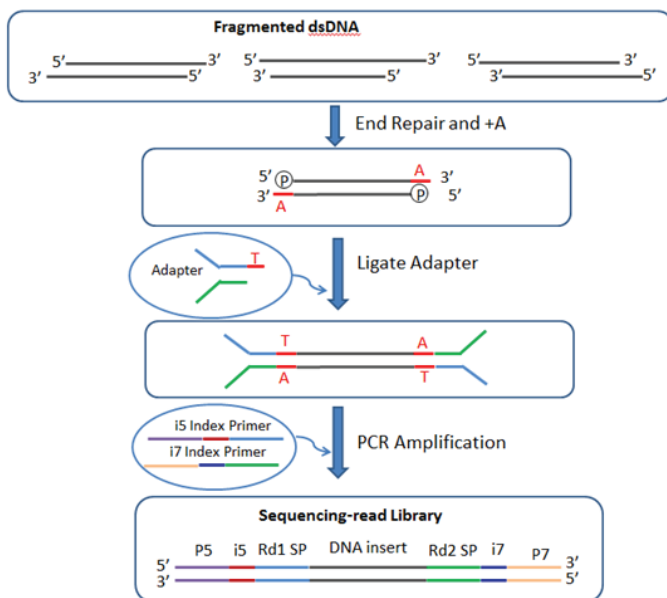 Fragmented dsDNA
5’ 3’ 5’ 3’ 5’ 3’
3’ 5’ 3’ 5’ 3’ 5’
End Repair and +A
5’ P A 3’
3’ A P 5’
Adapter T
Ligate Adapter
T A
A T
i5 Index Primer
i7 Index Primer
PCR Amplification
Sequencing-read Library
P5 i5 Rd1 SP DNA insert Rd2 SP i7 P7
5’ 3’
3’ 5’